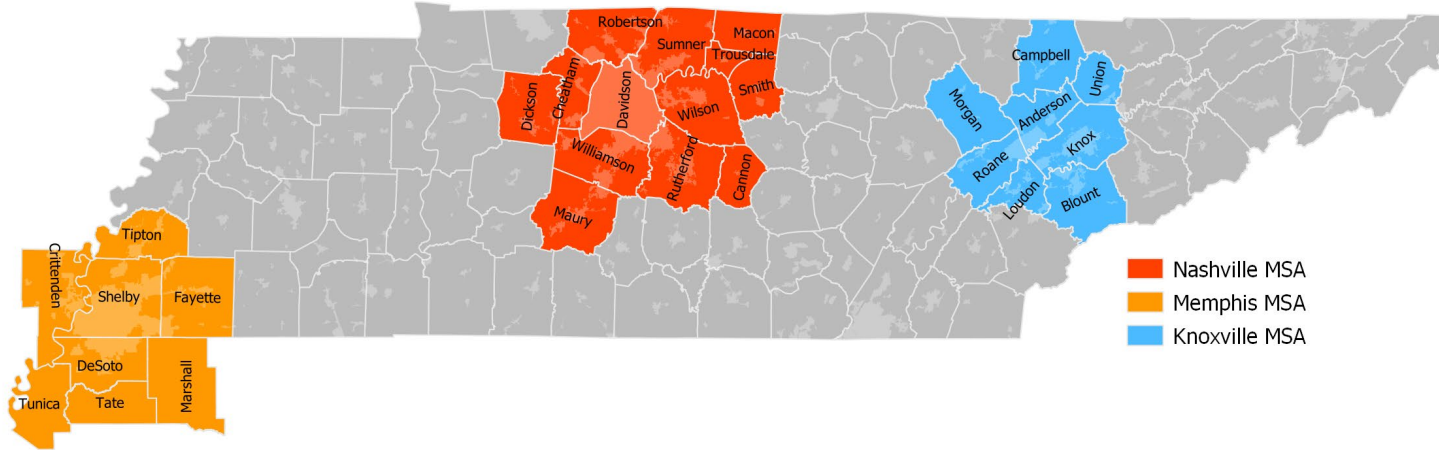 Robertson
Sumner
Macon
Trousdale
Smith
Dickson
Cheatham
Davidson
Wilson
Williamson
Rutherford
Cannon
Maury
Campbell
Union
Morgan
Anderson
Knox
Roane
Loudon
Blount
Tipton
Crittenden
Shelby
Fayette
DeSoto
Marshall
Tunica
Tate
Nashville MSA
Memphis MSA
Knoxville MSA